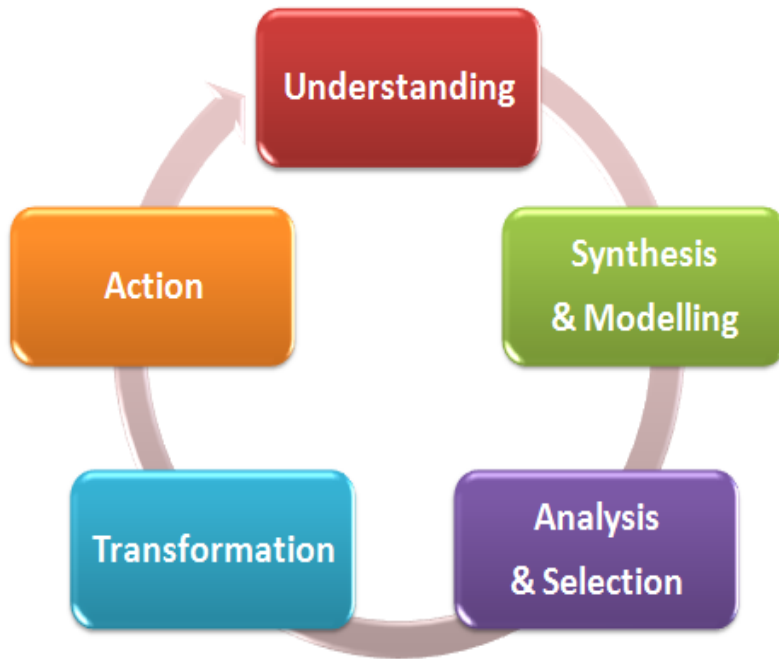 Understanding
Synthesis
& Modelling
Analysis
& Selection
Transformation
Action